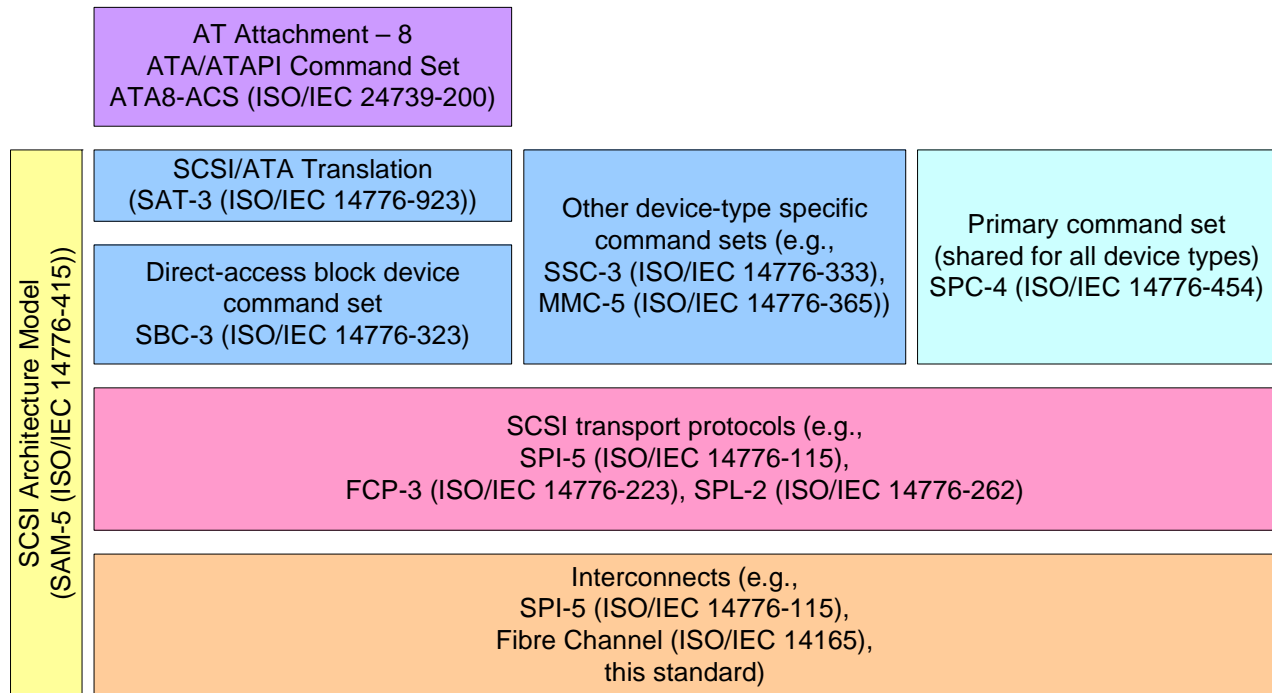 AT Attachment – 8
ATA/ATAPI Command Set
ATA8-ACS (ISO/IEC 24739-200)
SCSI Architecture Model
(SAM-5 (ISO/IEC 14776-415))
SCSI/ATA Translation
(SAT-3 (ISO/IEC 14776-923))
Direct-access block device
command set
SBC-3 (ISO/IEC 14776-323)
Other device-type specific
command sets (e.g.,
SSC-3 (ISO/IEC 14776-333),
MMC-5 (ISO/IEC 14776-365))
Primary command set
(shared for all device types)
SPC-4 (ISO/IEC 14776-454)
SCSI transport protocols (e.g.,
SPI-5 (ISO/IEC 14776-115),
FCP-3 (ISO/IEC 14776-223), SPL-2 (ISO/IEC 14776-262)
Interconnects (e.g.,
SPI-5 (ISO/IEC 14776-115),
Fibre Channel (ISO/IEC 14165),
this standard)